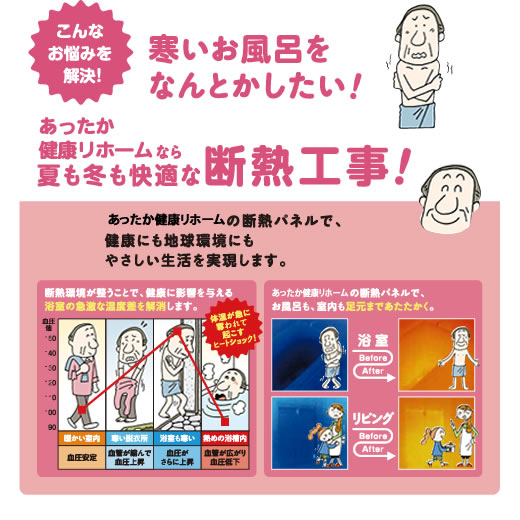 こんな
お悩みを
解決!
寒いお風呂を
なんとかしたい!
あったか
健康リホームなら
夏も冬も快適な断熱工事!
あったか健康リホームの断熱パネルで、
健康にも地球環境にも
やさしい生活を実現します。
断熱環境が整うことで、健康に影響を与える
浴室の急激な温度差を解消します。
体温が急に
奪われて
起こす
ヒートショック!
血圧
値
150
140
130
120
110
100
90
暖かい室内
寒い脱衣所
浴室も寒い
熱めの浴槽内
血圧安定
血管が縮んで
血圧上昇
血圧が
さらに上昇
血管が広がり
血圧低下
あったか健康リホームの断熱パネルで、
お風呂も、室内も足元まであたたかく。
浴室
Before
After
リビング
Before
After